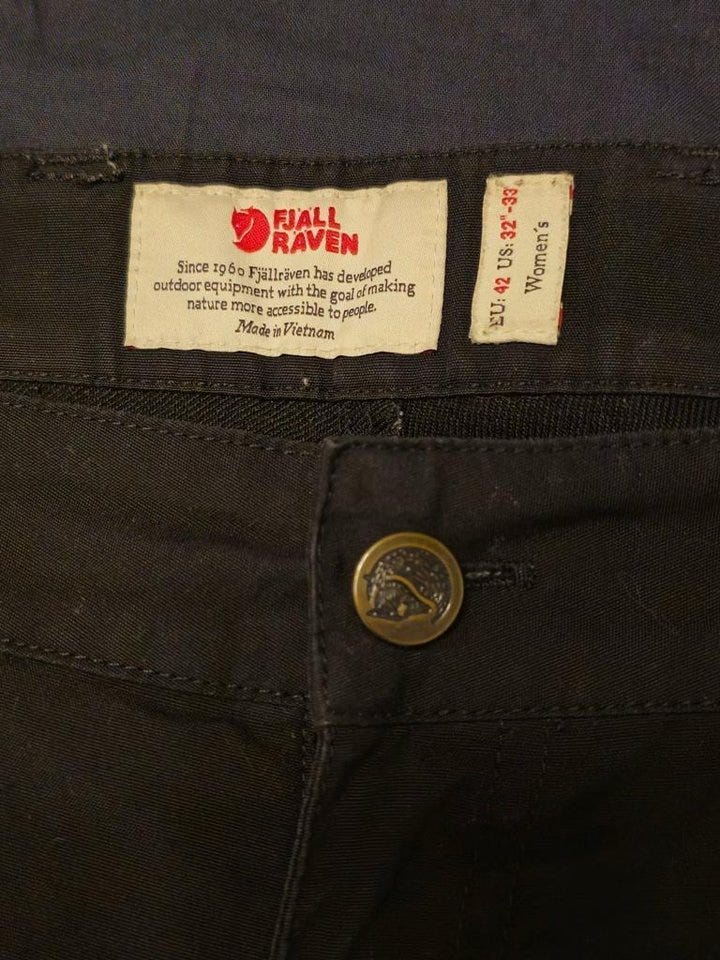 FJÄLL
RÄVEN
Since 1960 Fjällräven has developed
outdoor equipment with the goal of making
nature more accessible to people.
Made in Vietnam
EU: 42 US: 32"-33
Women's